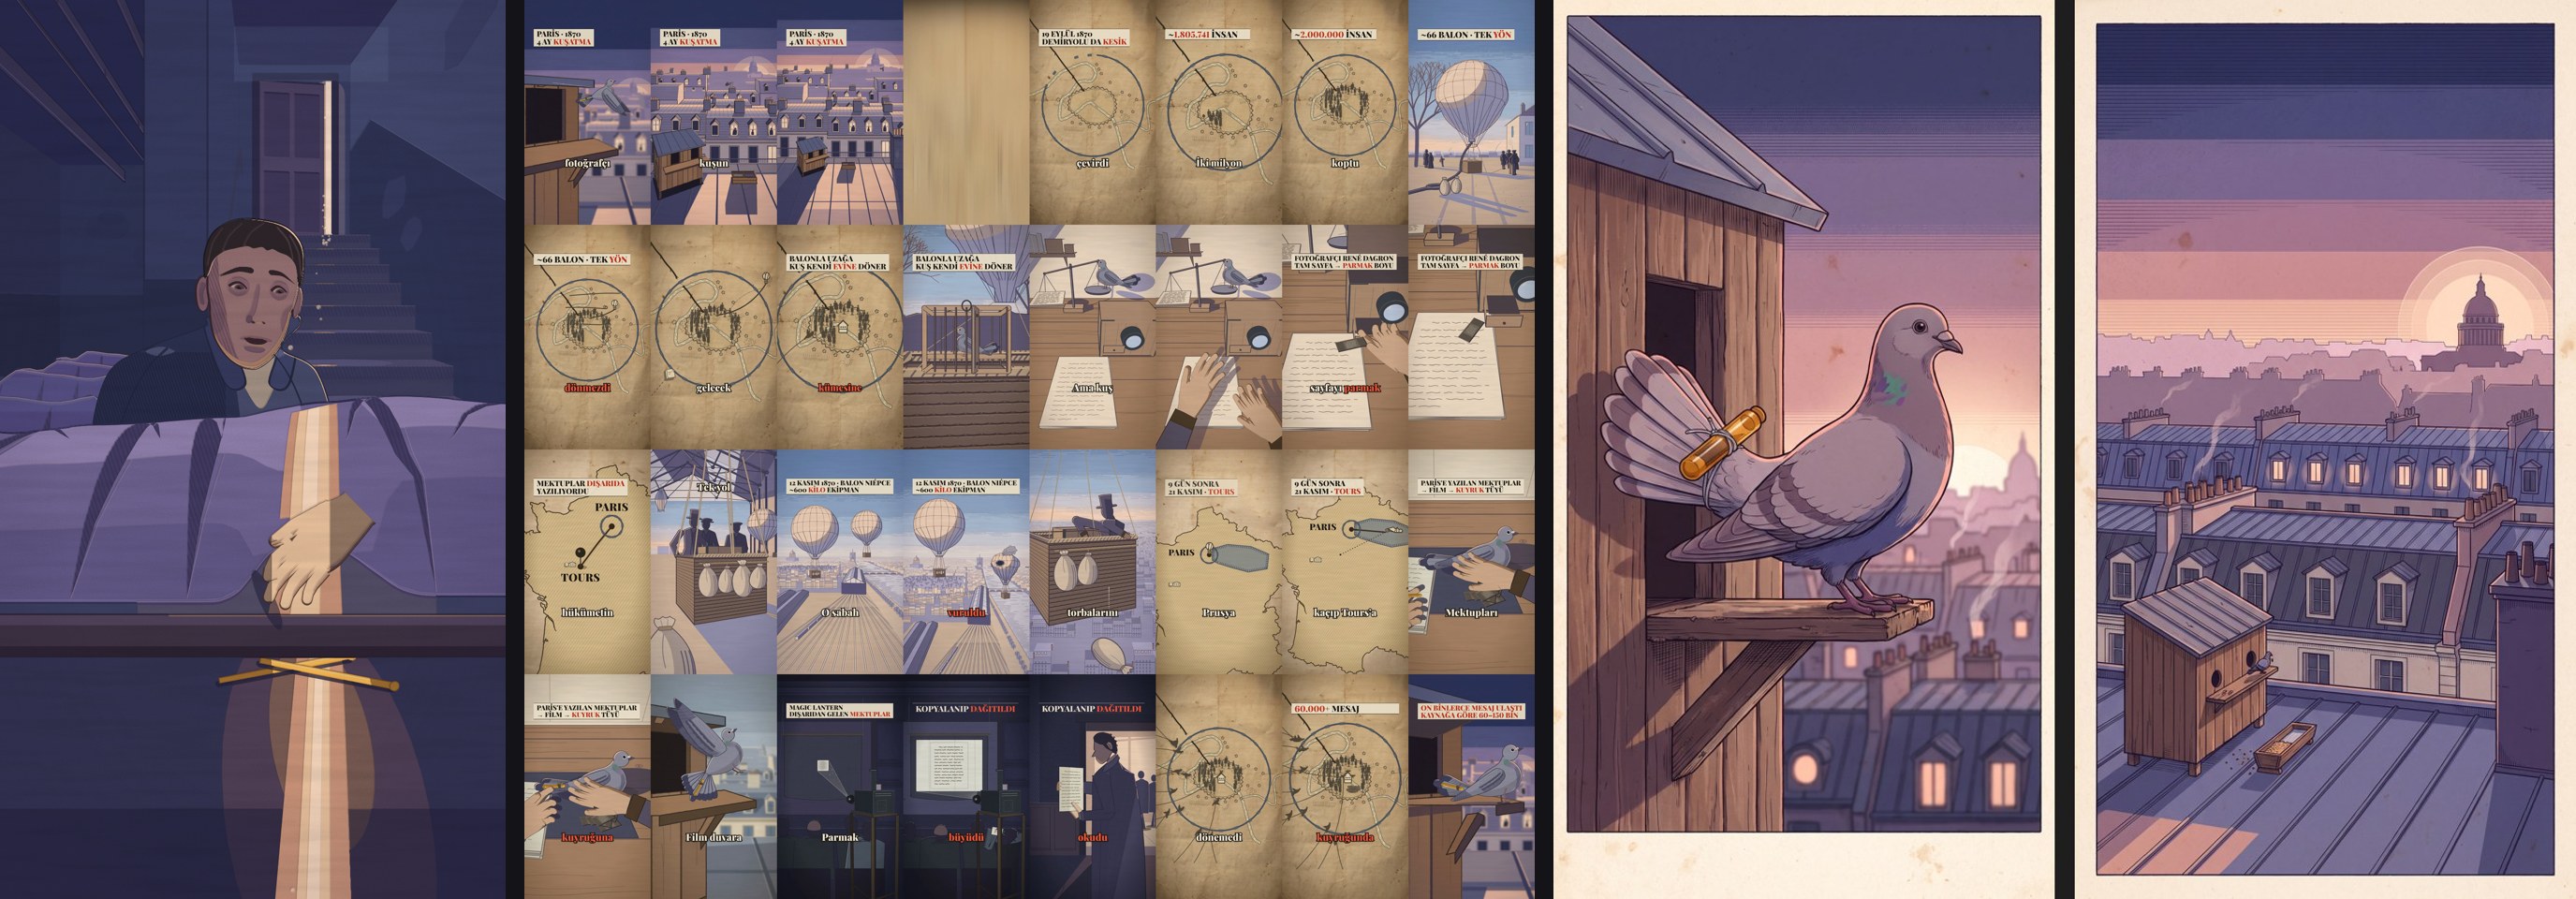 PARİS · 1870
4 AY KUŞATMA
fotoğrafçı
PARİS · 1870
4 AY KUŞATMA
kuşun
PARİS · 1870
4 AY KUŞATMA
19 EYLÜL 1870
DEMİRYOLU DA KESİK
çevirdi
~1.805.741 İNSAN
İki milyon
~2.000.000 İNSAN
koptu
~66 BALON · TEK YÖN
~66 BALON · TEK YÖN
dönmezdi
gelecek
BALONLA UZAĞA
KUŞ KENDİ EVİNE DÖNER
kümesine
BALONLA UZAĞA
KUŞ KENDİ EVİNE DÖNER
Ama kuş
FOTOĞRAFÇI RENÉ DAGRON
TAM SAYFA → PARMAK BOYU
sayfayı parmak
FOTOĞRAFÇI RENÉ DAGRON
TAM SAYFA → PARMAK BOYU
MEKTUPLAR DIŞARIDA
YAZILIYORDU
PARIS
TOURS
hükümetin
Tek yol
12 KASIM 1870 · BALON NIÉPCE
~600 KİLO EKİPMAN
O sabah
12 KASIM 1870 · BALON NIÉPCE
~600 KİLO EKİPMAN
vuruldu
torbalarını
9 GÜN SONRA
21 KASIM · TOURS
PARIS
Prusya
9 GÜN SONRA
21 KASIM · TOURS
PARIS
kaçıp Tours'a
PARİS'E YAZILAN MEKTUPLAR
→ FİLM → KUYRUK TÜYÜ
Mektupları
PARİS'E YAZILAN MEKTUPLAR
→ FİLM → KUYRUK TÜYÜ
kuyruğuna
Film duvara
MAGIC LANTERN
DIŞARIDAN GELEN MEKTUPLAR
Parmak
KOPYALANIP DAĞITILDI
büyüdü
KOPYALANIP DAĞITILDI
okudu
dönemedi
60.000+ MESAJ
kuyruğunda
ON BİNLERCE MESAJ ULAŞTI
KAYNAĞA GÖRE 60–150 BİN